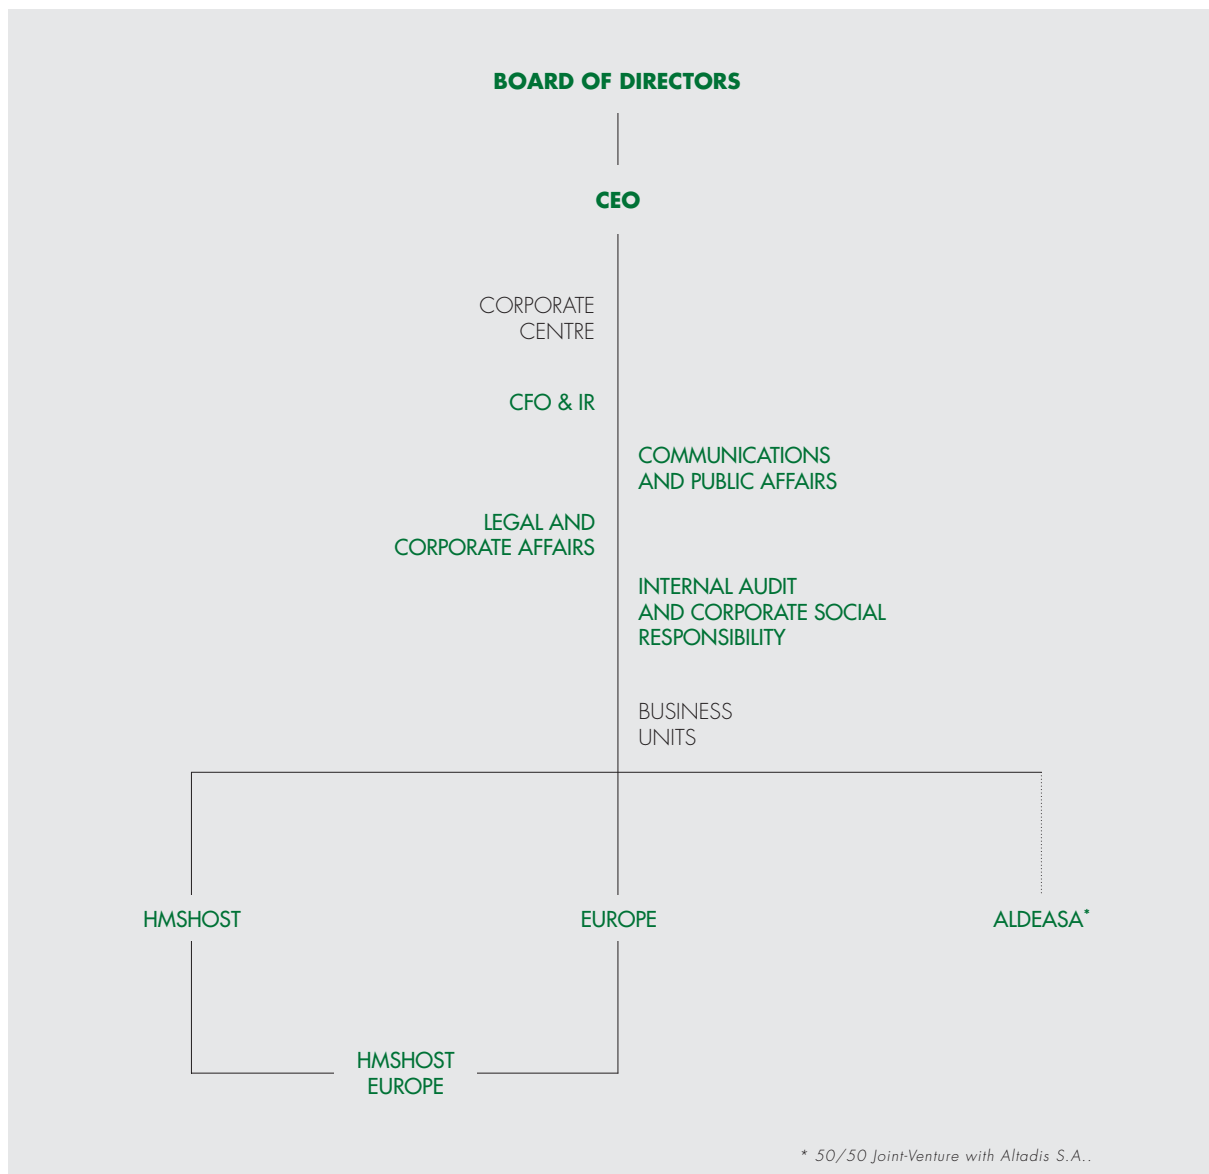 BOARD OF DIRECTORS
CEO
CORPORATE
CENTRE
CFO & IR
COMMUNICATIONS
AND PUBLIC AFFAIRS
LEGAL AND
CORPORATE AFFAIRS
INTERNAL AUDIT
AND CORPORATE SOCIAL
RESPONSIBILITY
BUSINESS
UNITS
HMSHOST
EUROPE
ALDEASA*
HMSHOST
EUROPE
* 50/50 Joint-Venture with Altadis S.A..